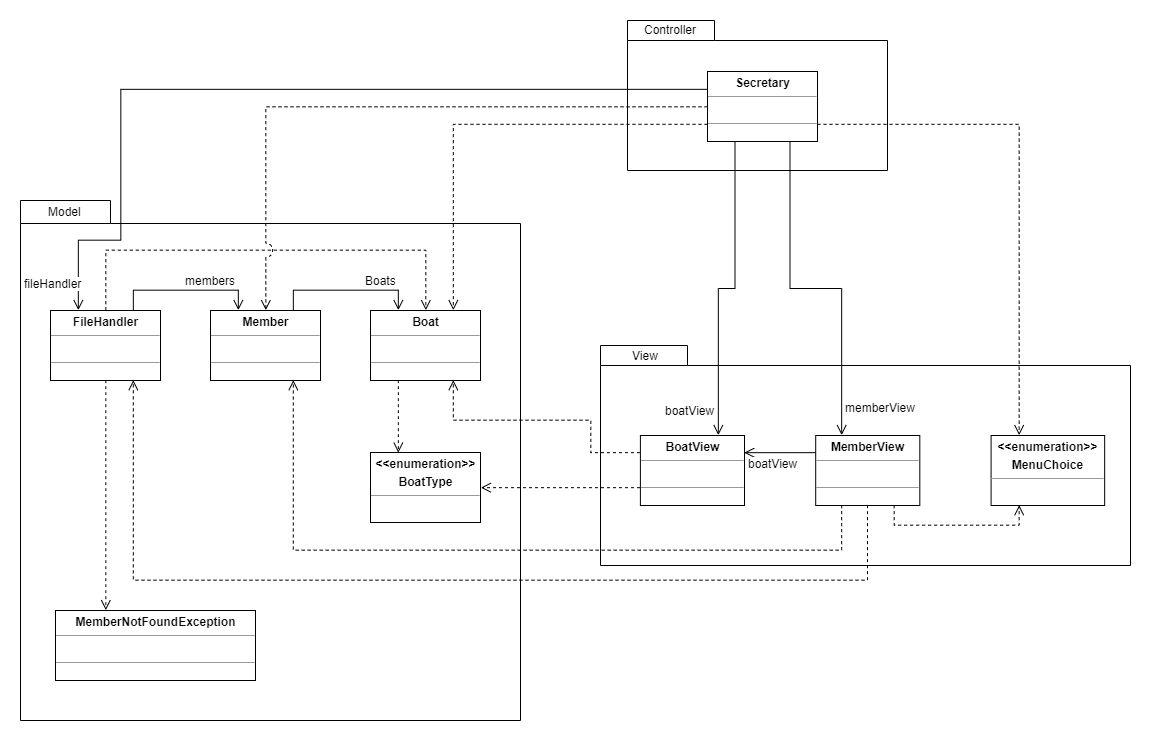 Controller
Secretary
Model
fileHandler
members
Boats
FileHandler
Member
Boat
View
boatView
memberView
BoatView
boatView
MemberView
<<enumeration>>
MenuChoice
<<enumeration>>
BoatType
MemberNotFoundException